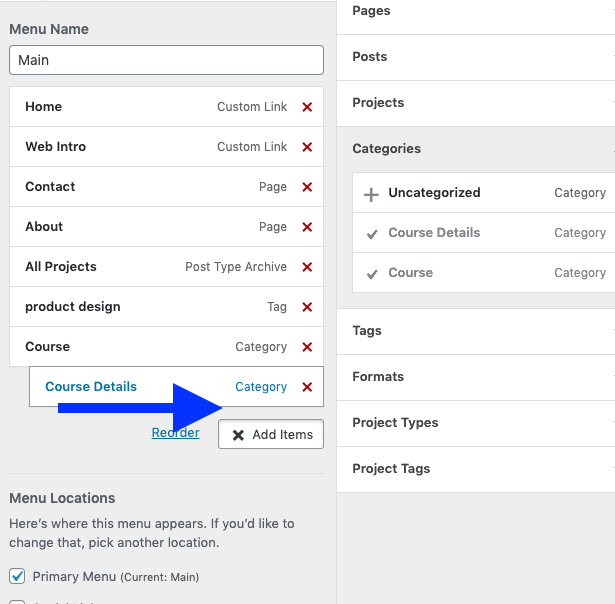 Menu Name
Main
Home Custom Link
Web Intro Custom Link
Contact Page
About Page
All Projects Post Type Archive
product design Tag
Course Category
Course Details Category
Reorder Add Items
Menu Locations
Here’s where this menu appears. If you’d like to
change that, pick another location.
Primary Menu (Current: Main)
Pages
Posts
Projects
Categories
Uncategorized Category
Course Details Category
Course Category
Tags
Formats
Project Types
Project Tags